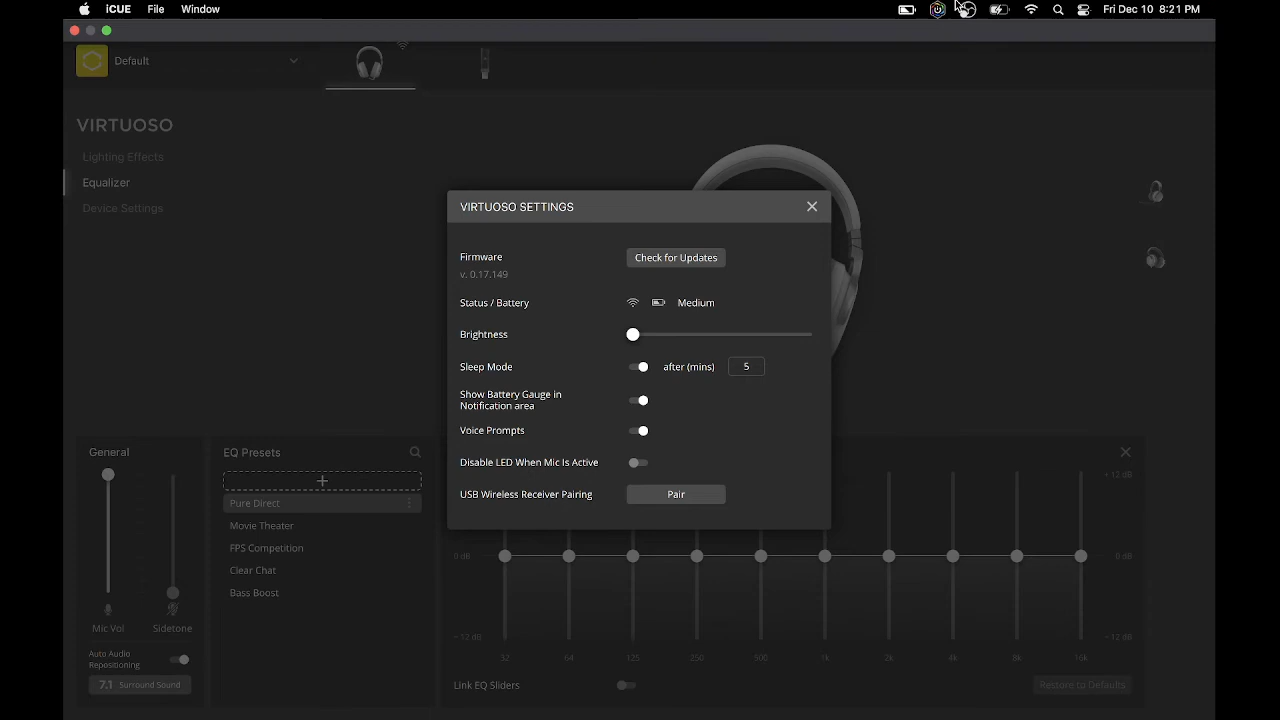 iCUE File Window Fri Dec 10 8:21 PM
Default
VIRTUOSO
Lighting Effects
Equalizer
Device Settings
VIRTUOSO SETTINGS
Firmware Check for Updates
v. 0.17.149
Status / Battery Medium
Brightness
Sleep Mode after (mins) 5
Show Battery Gauge in
Notification area
Voice Prompts
Disable LED When Mic Is Active
USB Wireless Receiver Pairing Pair
General
Mic Vol Sidetone
Auto Audio
Repositioning
7.1 Surround Sound
EQ Presets
+
Pure Direct
Movie Theater
FPS Competition
Clear Chat
Bass Boost
+12 dB
0 dB 0 dB
-12 dB -12 dB
32 64 125 250 500 1k 2k 4k 8k 16k
Link EQ Sliders Restore to Defaults